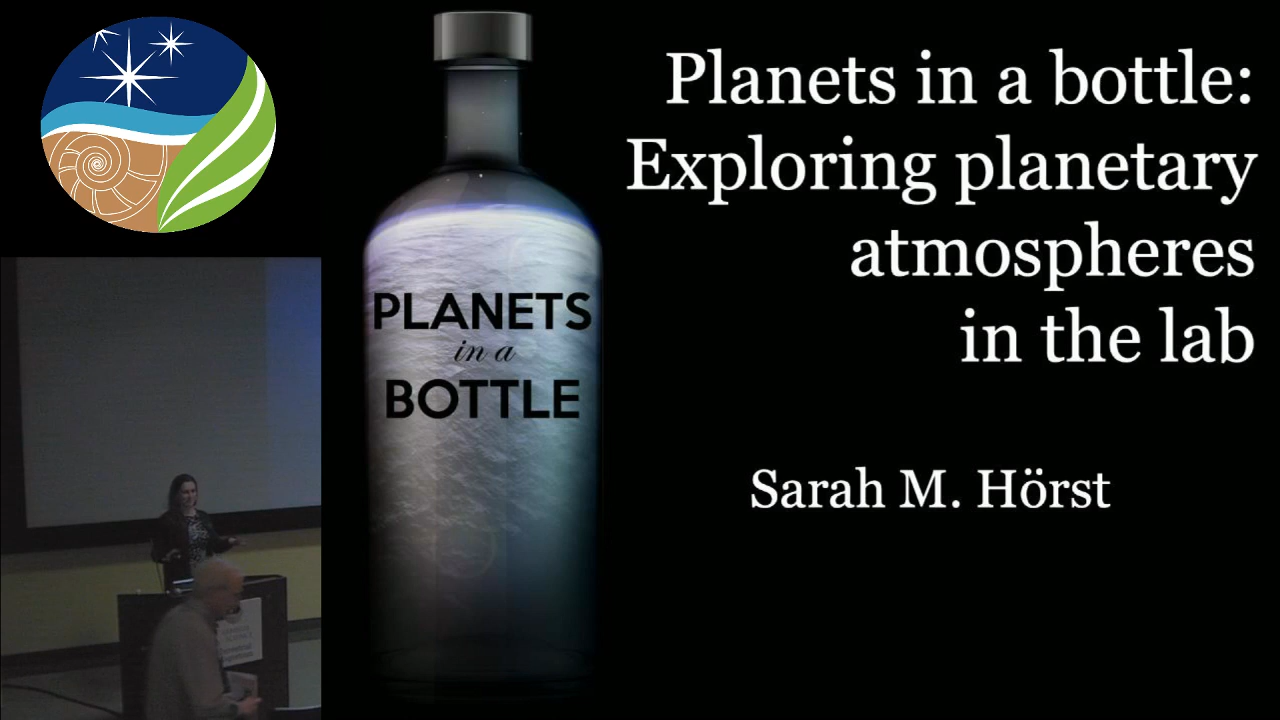 PLANETS
in a
BOTTLE
Planets in a bottle:
Exploring planetary
atmospheres
in the lab
Sarah M. Hörst